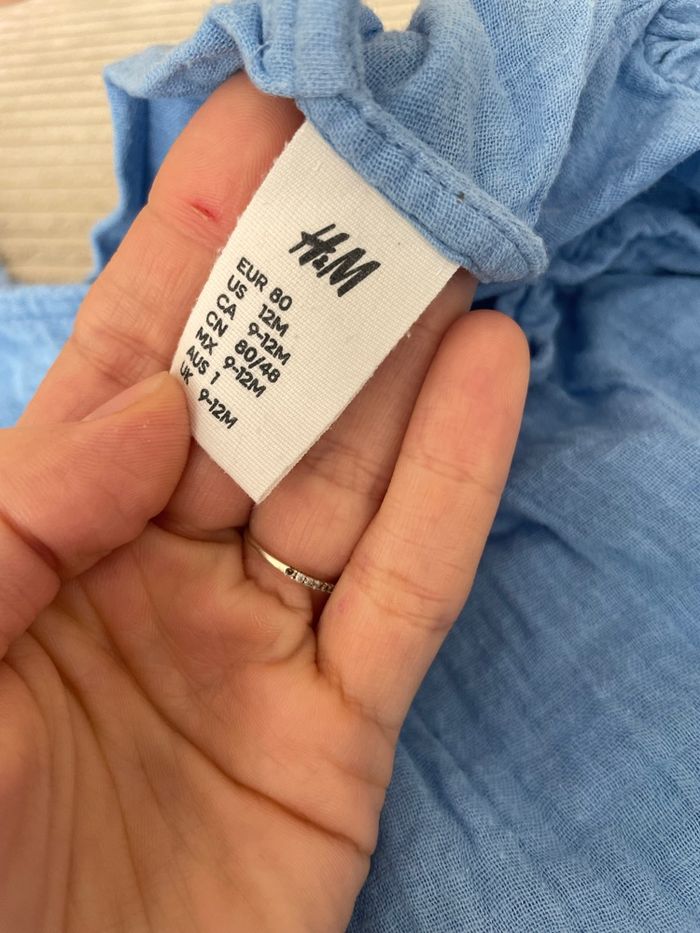 H&M
EUR 80
US 12M
CA 9-12M
CN 80/48
MX 9-12M
AUS 1
UK 9-12M